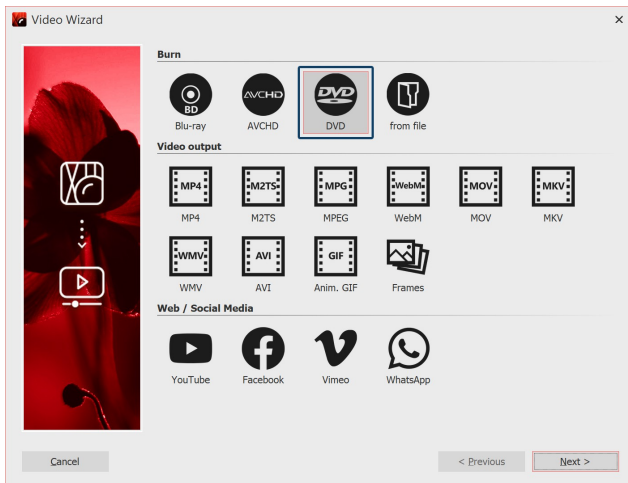 Video Wizard
Burn
BD
AVCHD
DVD
Blu-ray AVCHD DVD from file
Video output
MP4 M2TS MPG WebM MOV MKV
MP4 M2TS MPEG WebM MOV MKV
WMV AVI GIF
WMV AVI Anim. GIF Frames
Web / Social Media
YouTube Facebook Vimeo WhatsApp
Cancel < Previous Next >